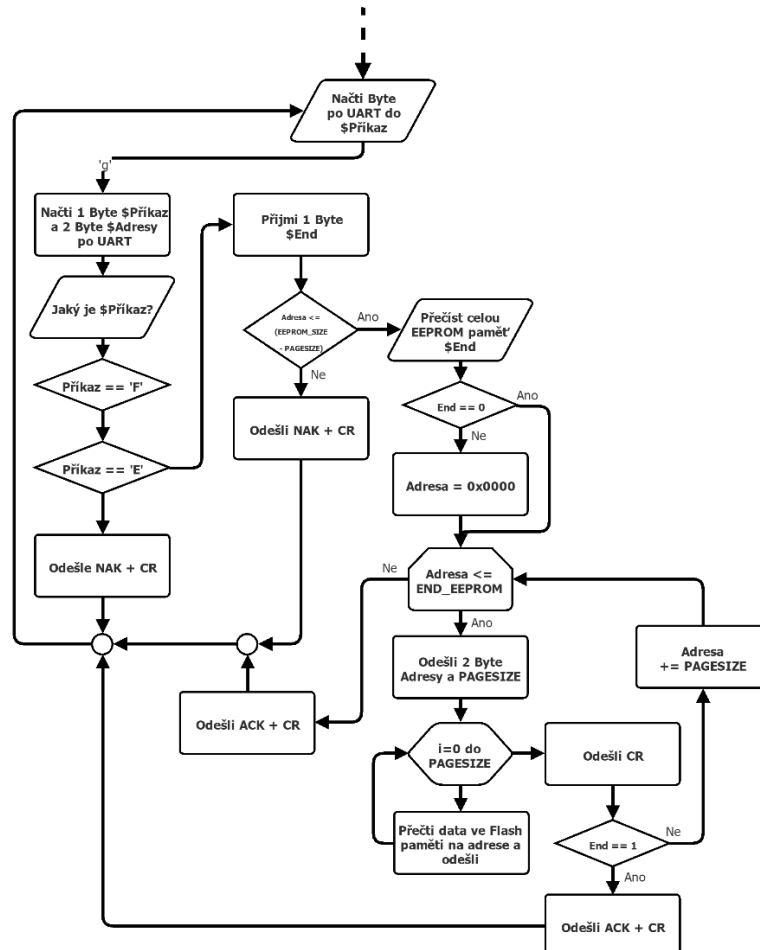 Načti Byte
po UART do
$Příkaz
'g'
Načti 1 Byte $Příkaz
a 2 Byte $Adresy
po UART
Přijmi 1 Byte
$End
Jaký je $Příkaz?
Adresa <=
(EEPROM_SIZE
- PAGESIZE)
Ano
Přečíst celou
EEPROM paměť
$End
Ne
Příkaz == 'F'
End == 0
Ano
Odešli NAK + CR
Ne
Příkaz == 'E'
Adresa = 0x0000
Odešle NAK + CR
Ne
Adresa <=
END_EEPROM
Ano
Odešli 2 Byte
Adresy a PAGESIZE
Adresa
+= PAGESIZE
Odešli ACK + CR
i=0 do
PAGESIZE
Odešli CR
Přečti data ve Flash
paměti na adrese a
odešli
End == 1
Ne
Ano
Odešli ACK + CR